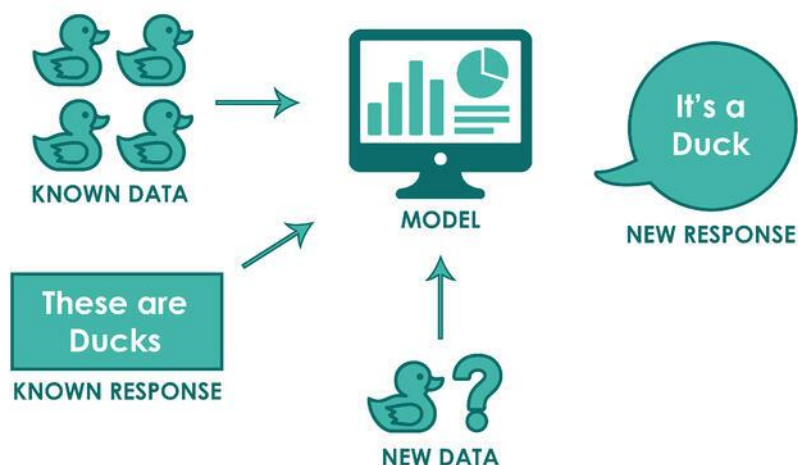 KNOWN DATA
These are
Ducks
KNOWN RESPONSE
MODEL
?
NEW DATA
It's a
Duck
NEW RESPONSE